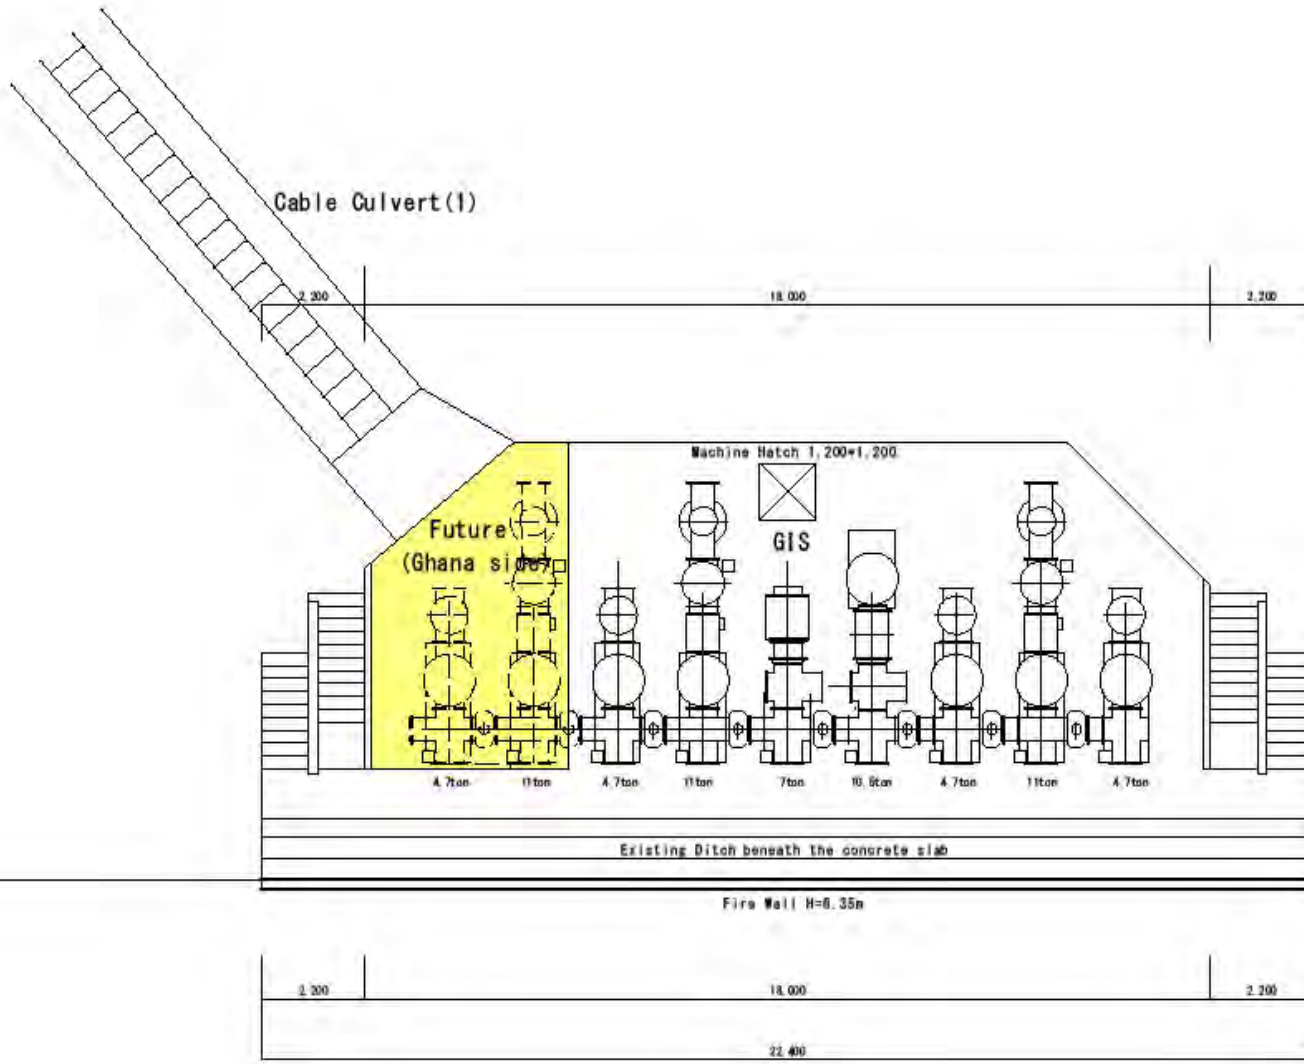 Cable Culvert(1)
2,200
18.000
2,200
Machine Hatch 1,200*1,200
Future
(Ghana side)
GIS
4.7ton
11ton
4.7ton
11ton
7ton
4.7ton
11ton
4.7ton
Existing Ditch beneath the concrete slab
Fire Wall H=6.35m
2.200
18.000
2.200
22.400